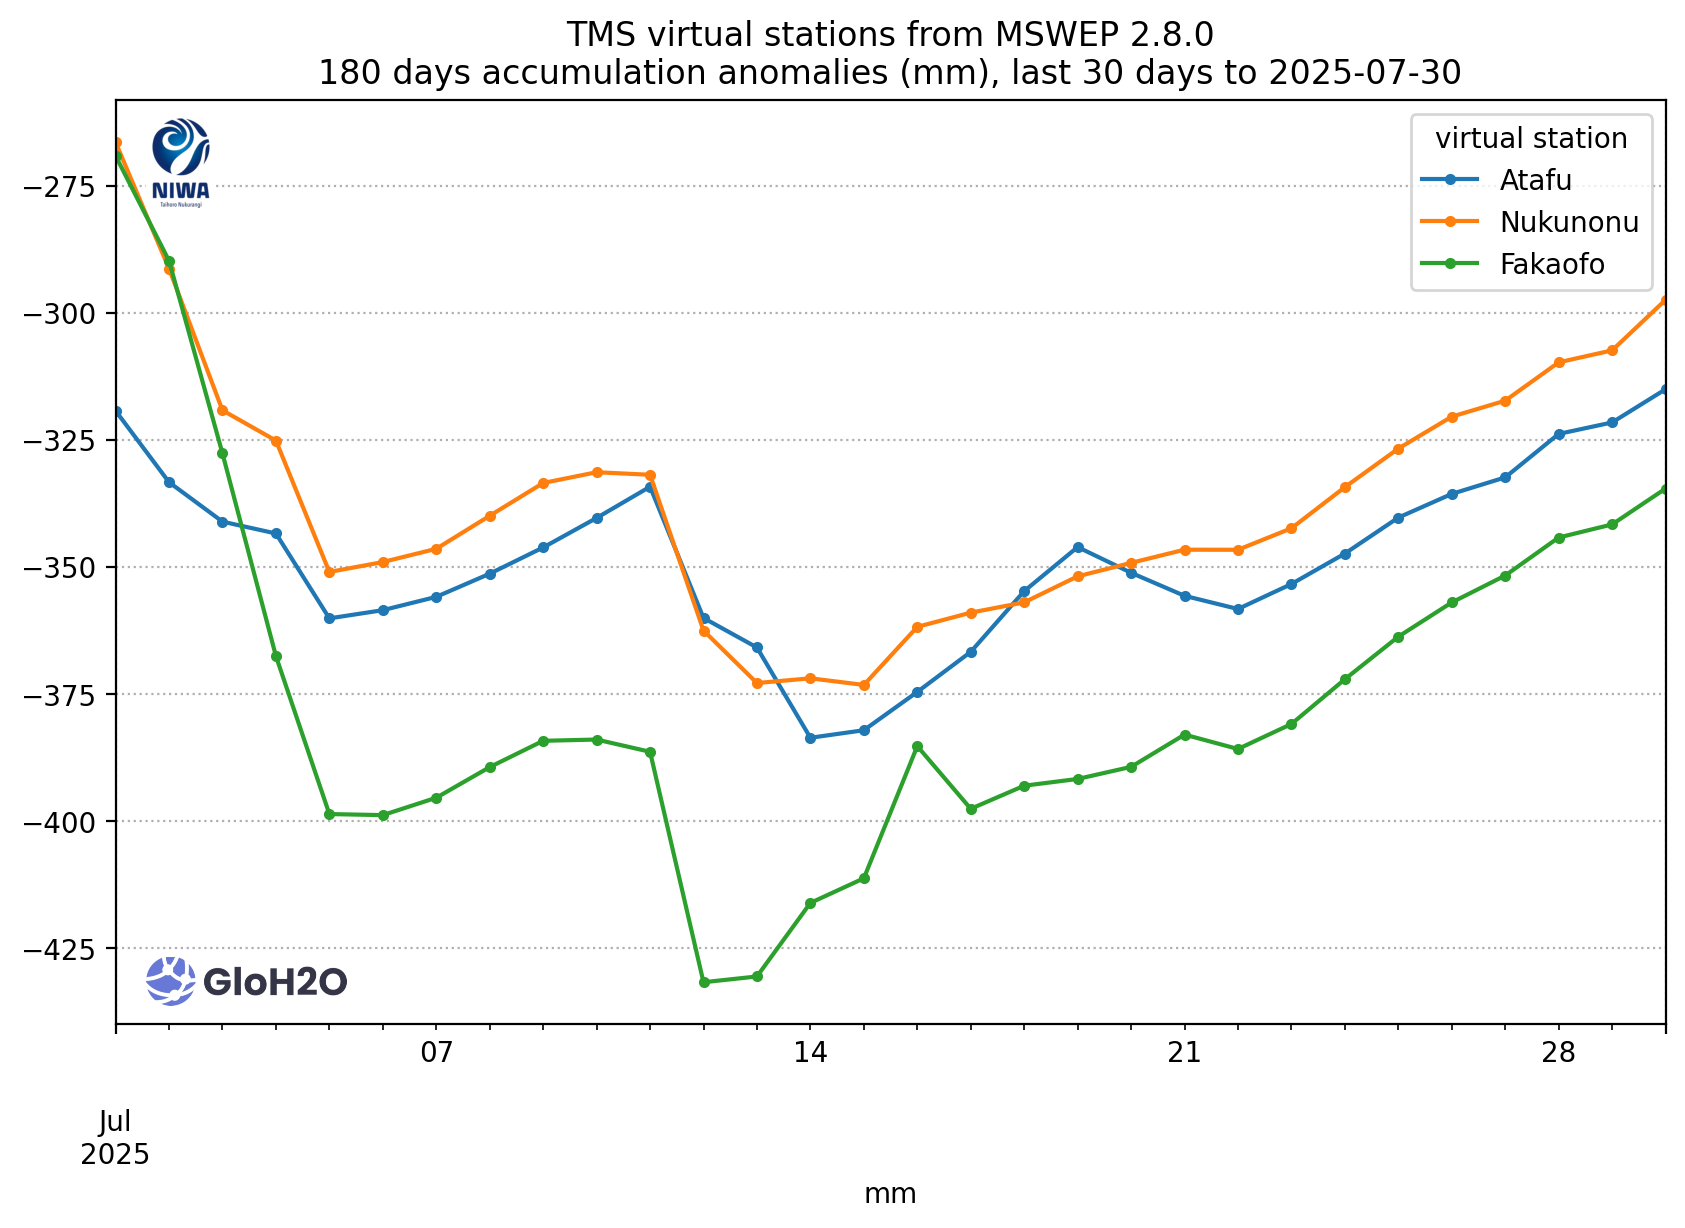 TMS virtual stations from MSWEP 2.8.0
180 days accumulation anomalies (mm), last 30 days to 2025-07-30
NIWA
Taihoro Nukurangi
virtual station
Atafu
Nukunonu
Fakaofo
−275
−300
−325
−350
−375
−400
−425
GloH2O
07
14
21
28
Jul
2025
mm